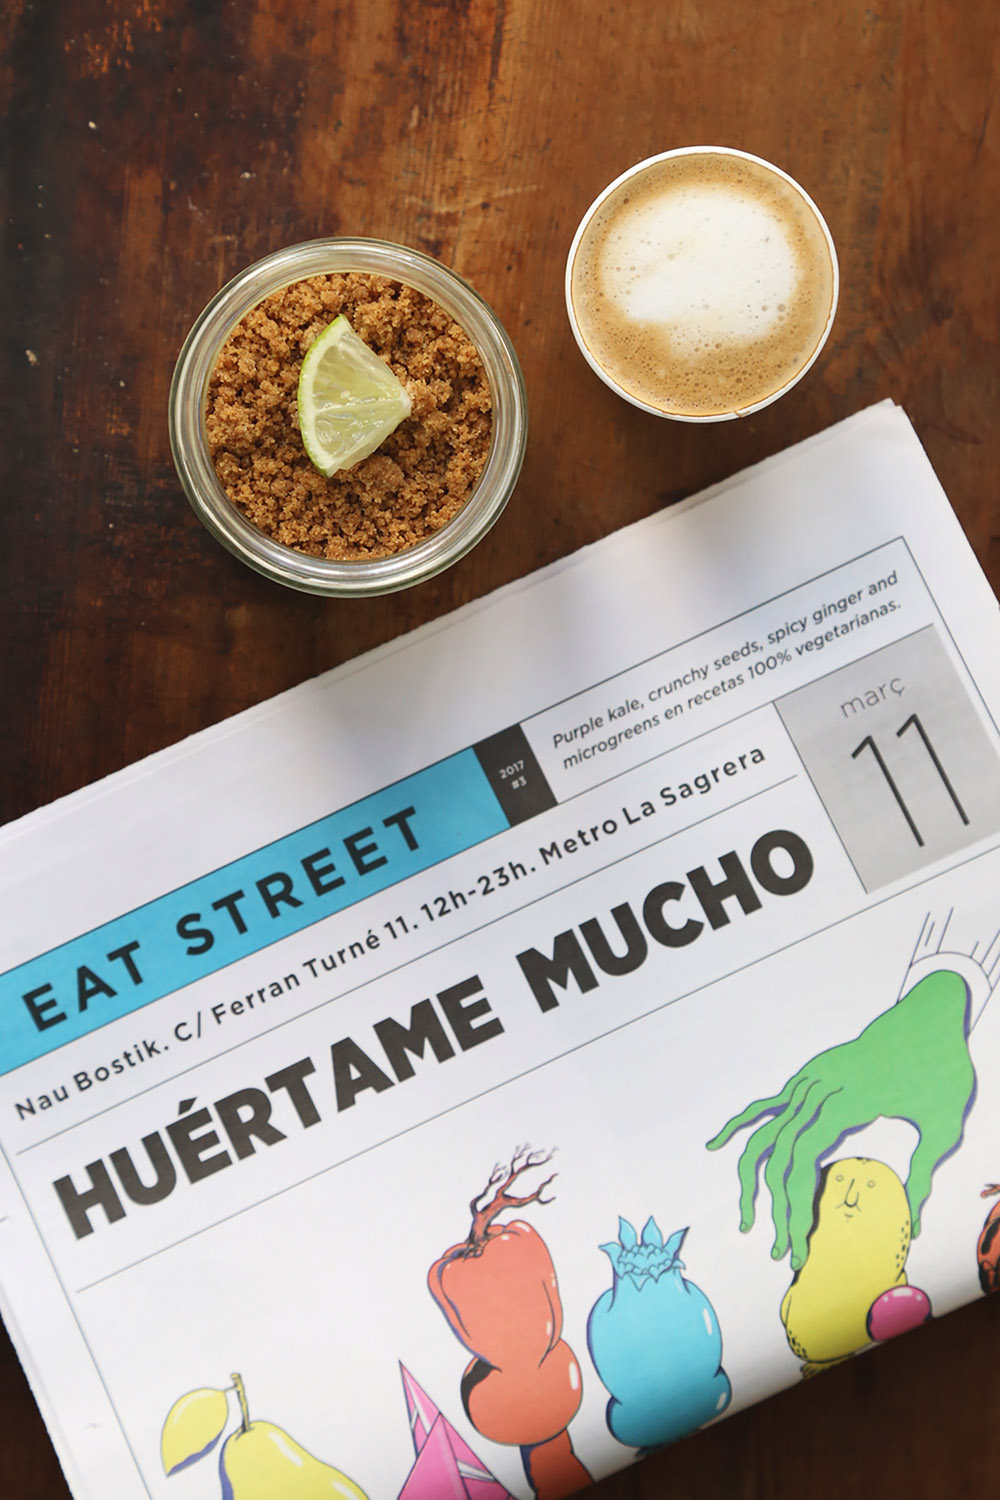 Purple kale, crunchy seeds, spicy ginger and
microgreens en recetas 100% vegetarianas.
2017
#3
EAT STREET
març
11
Nau Bostik. C/ Ferran Turné 11. 12h-23h. Metro La Sagrera
HUÉRTAME MUCHO